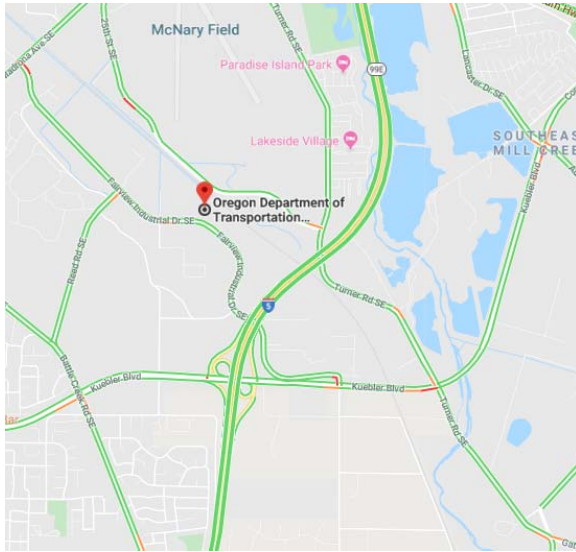 McNary Field
25th St SE
Turner Rd SE
99E
Paradise Island Park
Lancaster Dr SE
Lakeside Village
SOUTHEAS
MILL CREE
Kuebler Blvd
Oregon Department of
Transportation...
Fairview Industrial Dr SE
Fairview Industrial Dr SE
Reed Rd SE
5
Turner Rd SE
Battle Creek Rd SE
Kuebler Blvd
Kuebler Blvd
Turner Rd SE